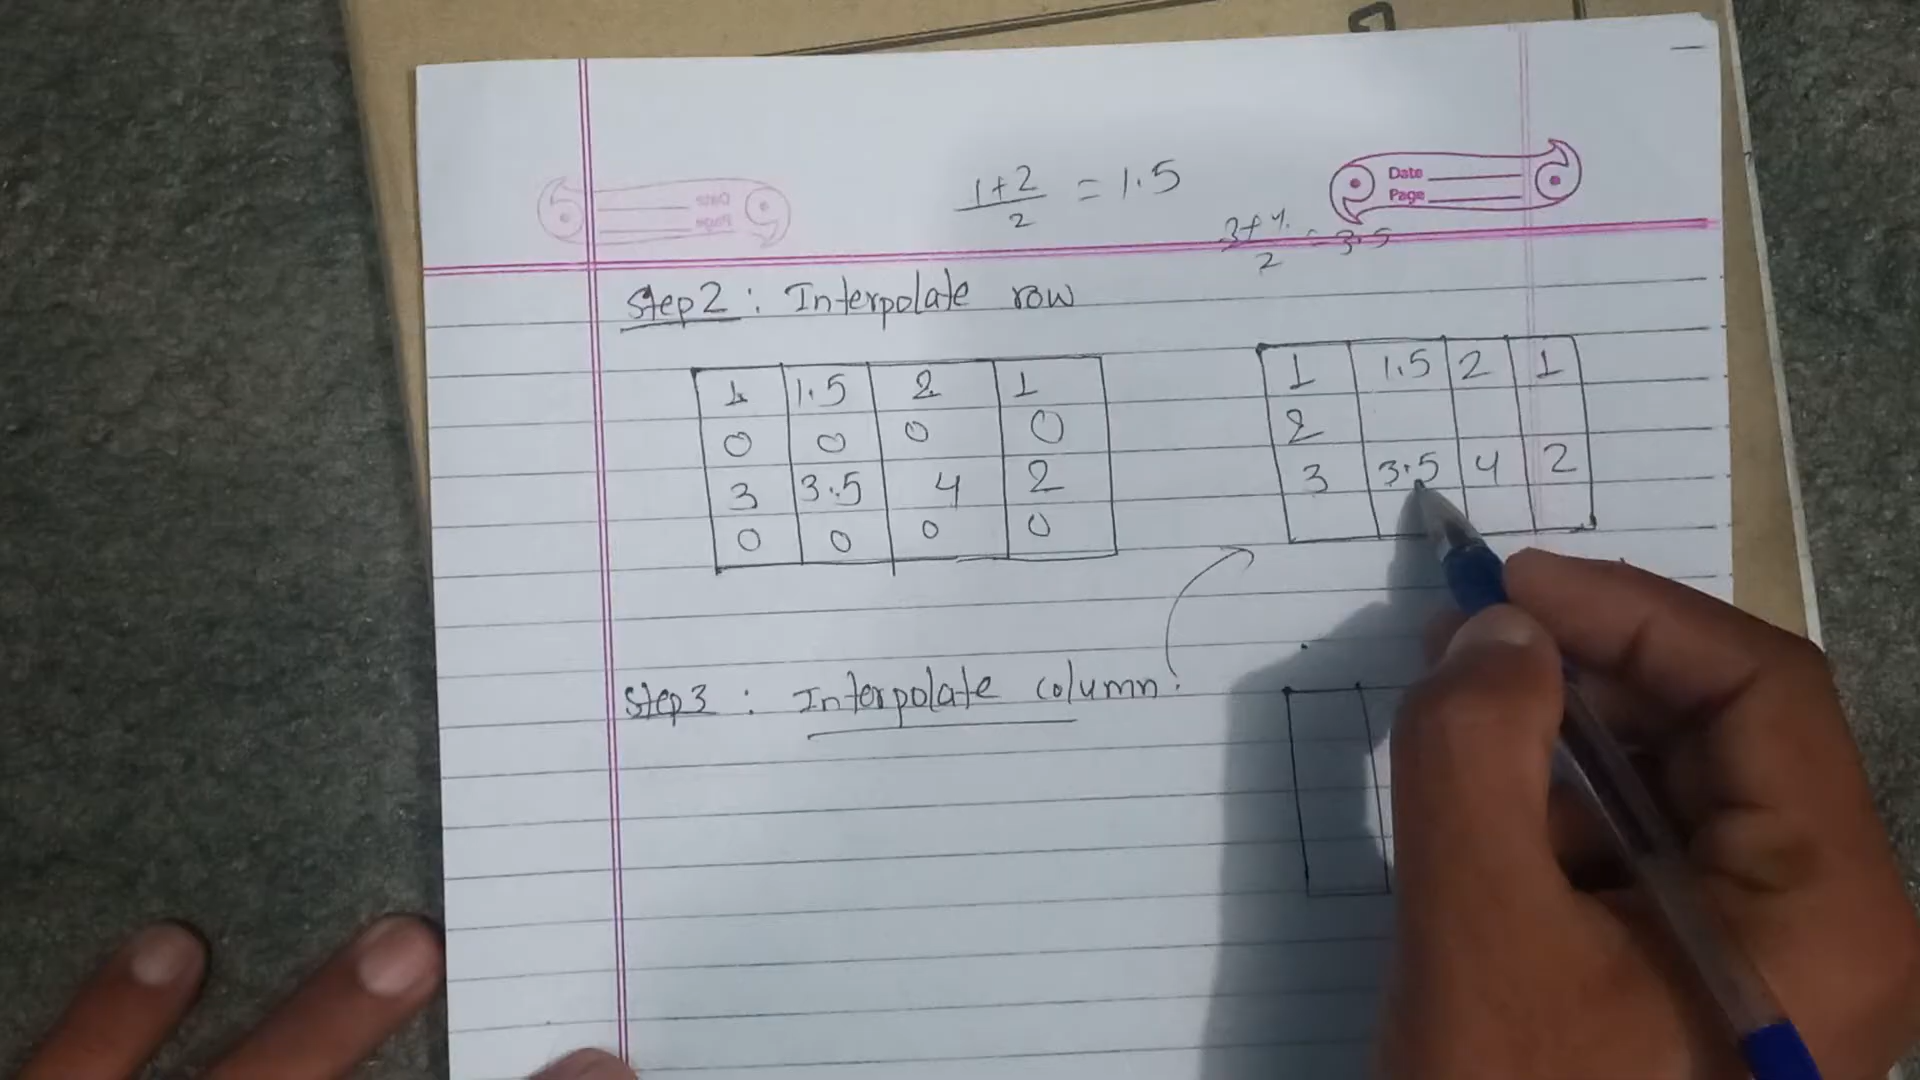 1+2/2 = 1.5
Date
Page
3+4/2 = 3.5
Step2 : Interpolate row
1 1.5 2 1
0 0 0 0
3 3.5 4 2
0 0 0 0
1 1.5 2 1
2
3 3.5 4 2
Step3 : Interpolate column.